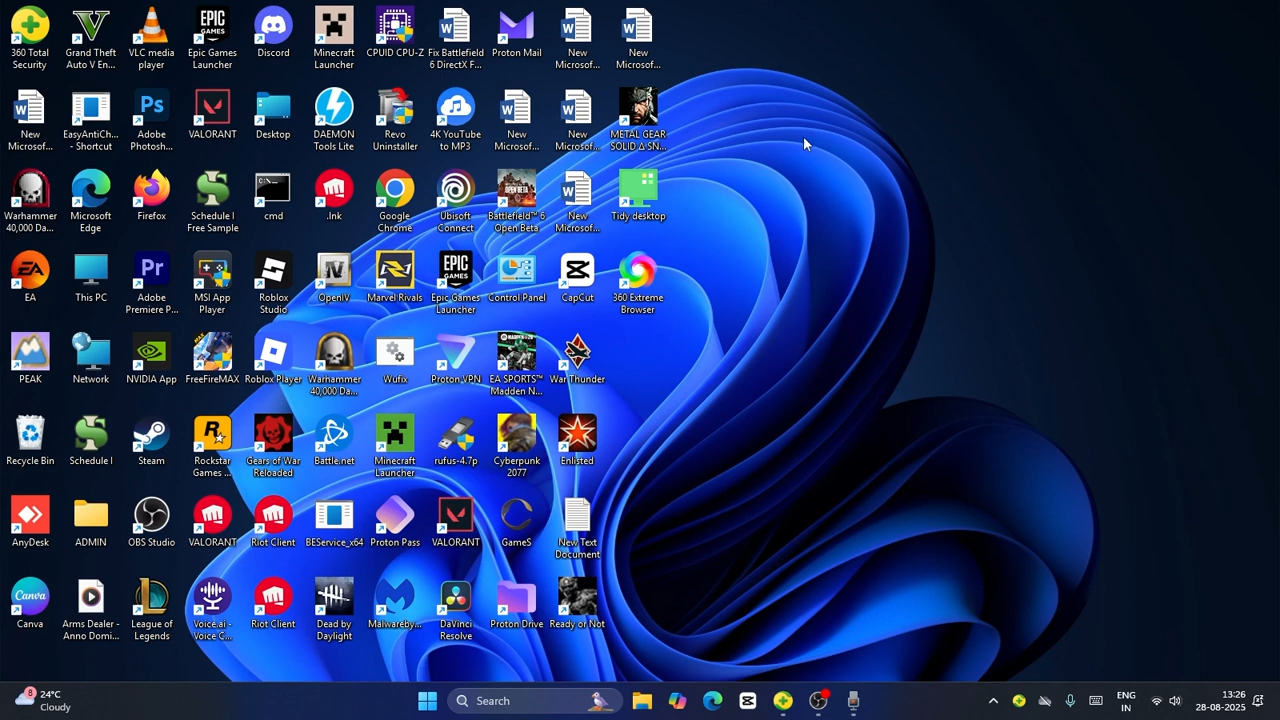 360 Total
Security
Grand Theft
Auto V En...
VLC media
player
Epic Games
Launcher
Discord
Minecraft
Launcher
CPUID CPU-Z
Fix Battlefield
6 DirectX F...
Proton Mail
New
Microsof...
New
Microsof...
New
Microsof...
EasyAntiCh...
- Shortcut
Adobe
Photosh...
VALORANT
Desktop
DAEMON
Tools Lite
Revo
Uninstaller
4K YouTube
to MP3
New
Microsof...
New
Microsof...
METAL GEAR
SOLID Δ SN...
Warhammer
40,000 Da...
Microsoft
Edge
Firefox
Schedule I
Free Sample
cmd
.lnk
Google
Chrome
Ubisoft
Connect
Battlefield™ 6
Open Beta
New
Microsof...
Tidy desktop
EA
This PC
Adobe
Premiere P...
MSI App
Player
Roblox
Studio
OpenIV
Marvel Rivals
Epic Games
Launcher
Control Panel
CapCut
360 Extreme
Browser
PEAK
Network
NVIDIA App
FreeFireMAX
Roblox Player
Warhammer
40,000 Da...
Wufix
Proton VPN
EA SPORTS™
Madden N...
War Thunder
Recycle Bin
Schedule I
Steam
Rockstar
Games ...
Gears of War
Reloaded
Battle.net
Minecraft
Launcher
rufus-4.7p
Cyberpunk
2077
Enlisted
AnyDesk
ADMIN
OBS Studio
VALORANT
Riot Client
BEService_x64
Proton Pass
VALORANT
GameS
New Text
Document
Canva
Arms Dealer -
Anno Domi...
League of
Legends
Voice.ai -
Voice C...
Riot Client
Dead by
Daylight
Malwareby...
DaVinci
Resolve
Proton Drive
Ready or Not
8
24°C
Cloudy
Search
ENG
IN
13:26
28-08-2025